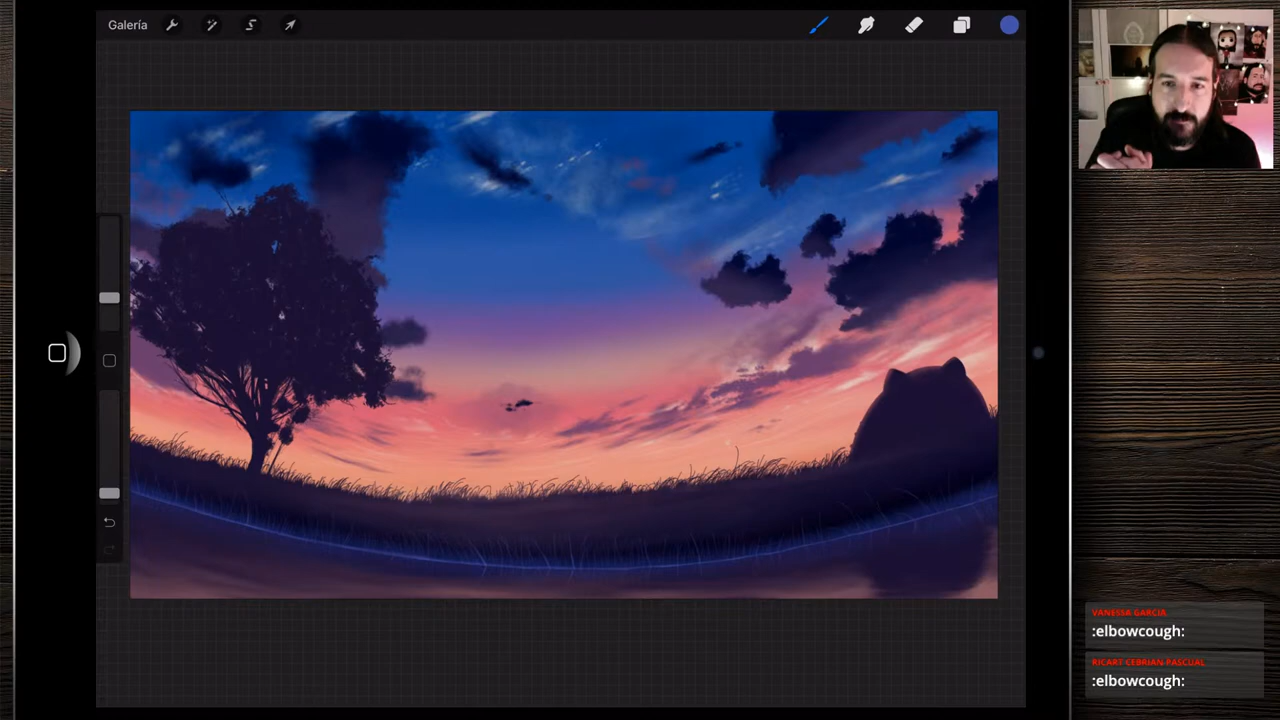 Galería
VANESSA GARCIA
:elbowcough:
RICART CEBRIAN PASCUAL
:elbowcough: